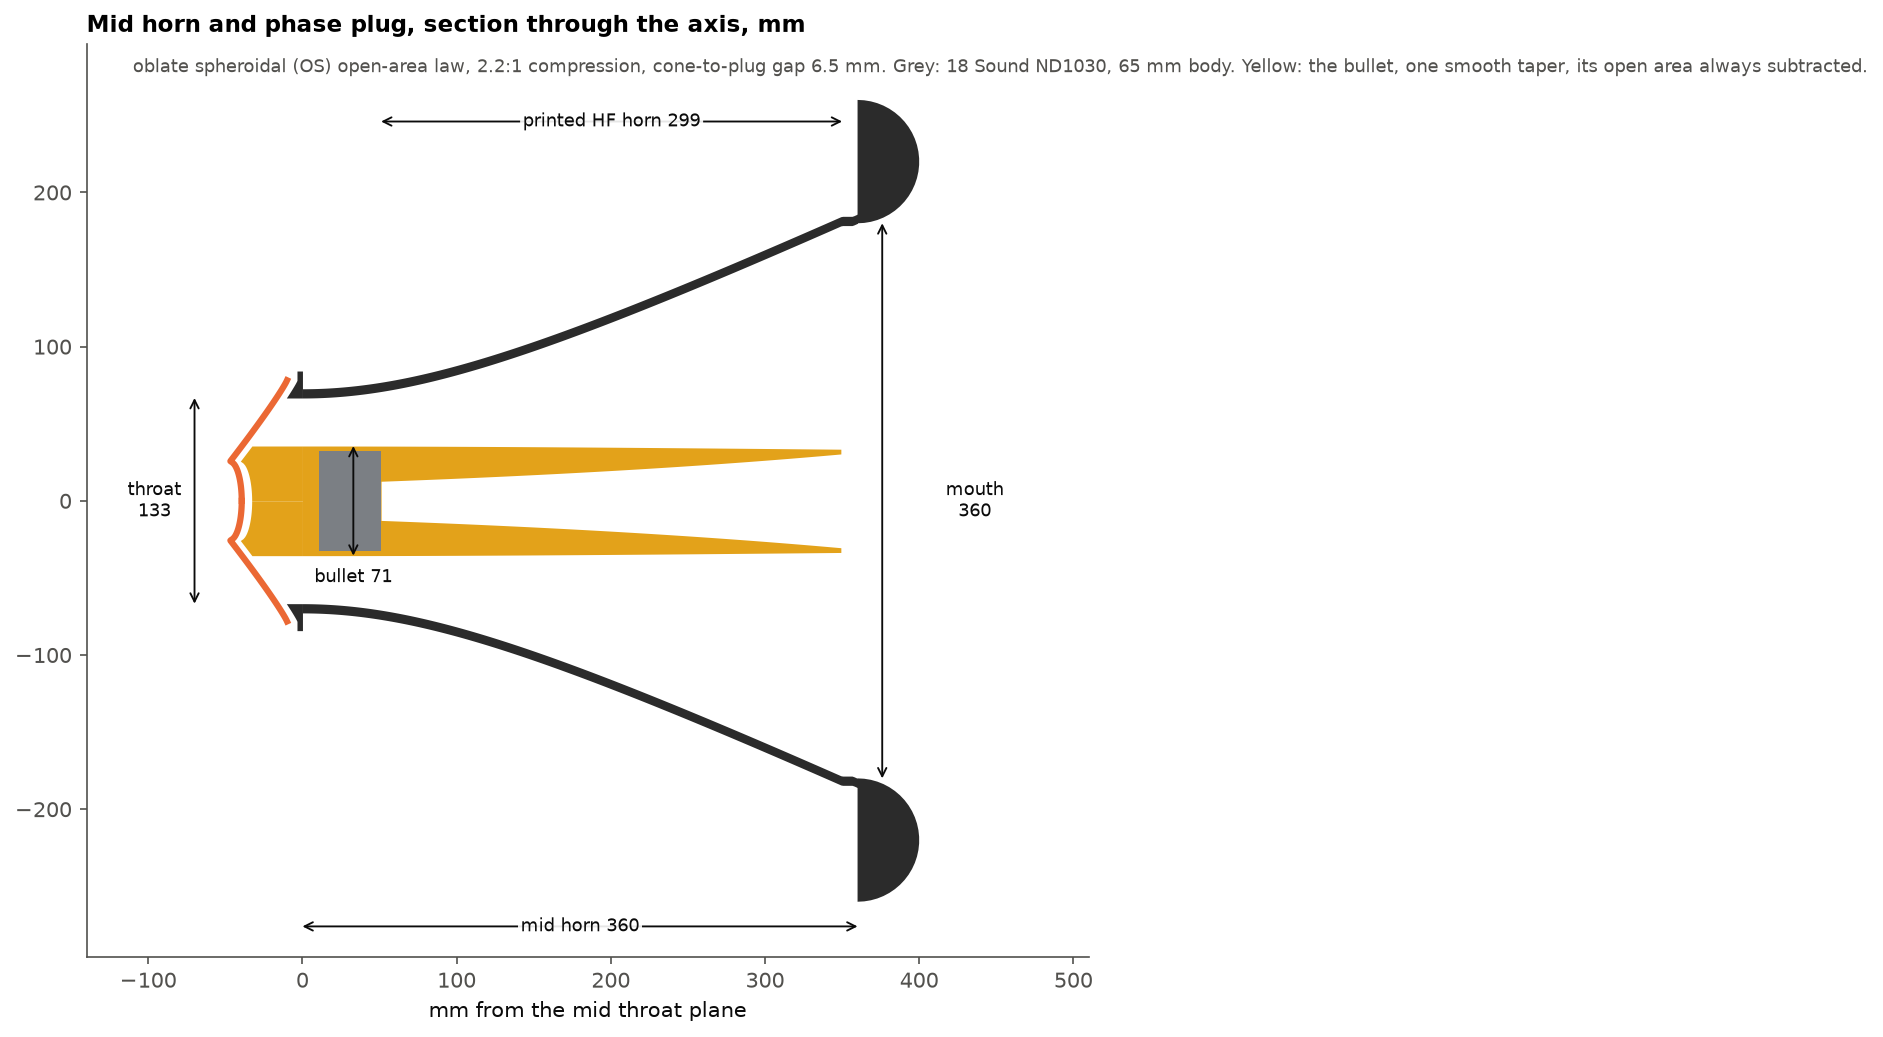 Mid horn and phase plug, section through the axis, mm
oblate spheroidal (OS) open-area law, 2.2:1 compression, cone-to-plug gap 6.5 mm. Grey: 18 Sound ND1030, 65 mm body. Yellow: the bullet, one smooth taper, its open area always subtracted.
printed HF horn 299
200
100
0
−100
−200
throat
133
bullet 71
mouth
360
mid horn 360
−100
0
100
200
300
400
500
mm from the mid throat plane